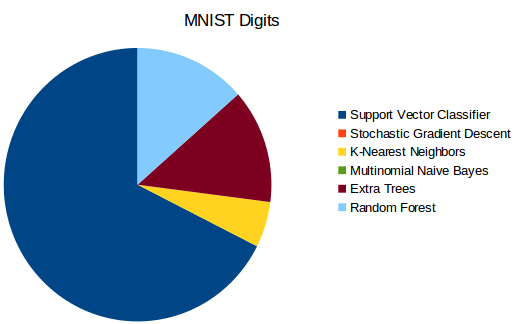 MNIST Digits
Support Vector Classifier
Stochastic Gradient Descent
K-Nearest Neighbors
Multinomial Naive Bayes
Extra Trees
Random Forest